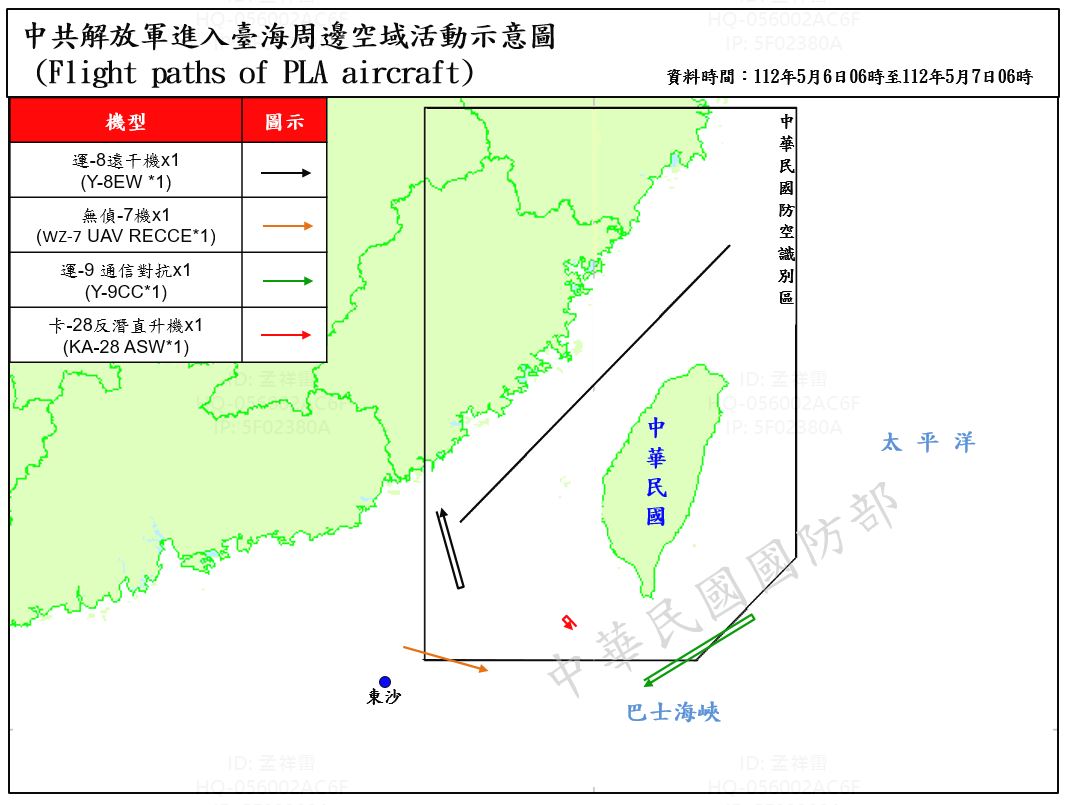 中共解放軍進入臺海周邊空域活動示意圖
(Flight paths of PLA aircraft)
資料時間：112年5月6日06時至112年5月7日06時
機型
圖示
運-8遠干機x1
(Y-8EW *1)
無偵-7機x1
(WZ-7 UAV RECCE*1)
運-9 通信對抗x1
(Y-9CC*1)
卡-28反潛直升機x1
(KA-28 ASW*1)
中華民國防空識別區
中華民國
太平洋
東沙
巴士海峽
中華民國國防部
HQ-056002AC6F
IP: 5F02380A
ID: 孟祥雷
HQ-056002AC6F
IP: 5F02380A
ID: 孟祥雷
HQ-056002AC6F
IP: 5F02380A
ID: 孟祥雷
HQ-056002AC6F
ID: 孟祥雷
HQ-056002AC6F